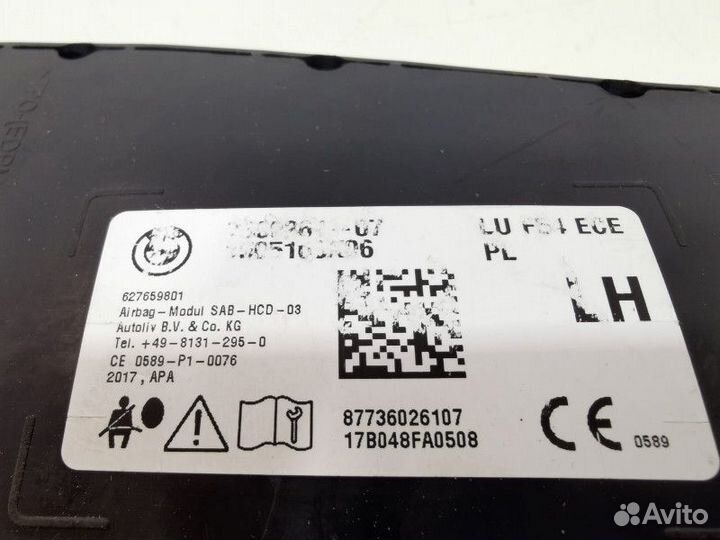 LU F54 ECE
PL
627659801
Airbag-Modul SAB-HCD-03
Autoliv B.V. & Co. KG
Tel. +49-8131-295-0
CE 0589-P1-0076
2017, APA
LH
87736026107
17B048FA0508
CE 0589
Avito